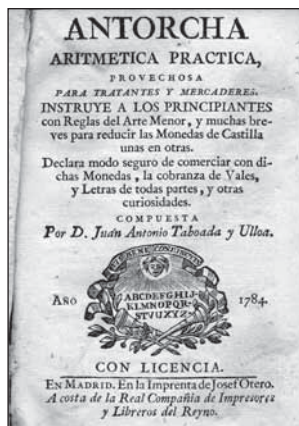 ANTORCHA
ARITMETICA PRACTICA,
PROVECHOSA
PARA TRATANTES Y MERCADERES.
INSTRUYE A LOS PRINCIPIANTES
con Reglas del Arte Menor, y muchas bre-
ves para reducir las Monedas de Castilla
unas en otras.
Declara modo seguro de comerciar con di-
chas Monedas, la cobranza de Vales,
y Letras de todas partes, y otras
curiosidades.
COMPUESTA
Por D. Juan Antonio Taboada y Ulloa.
ABCDEFGHIJ-
KLMNOPQR-
STVUXYZ
Año 1784.
CON LICENCIA.
EN MADRID. En la Imprenta de Josef Otero.
A costa de la Real Compañia de Impresores
y Libreros del Reyno.